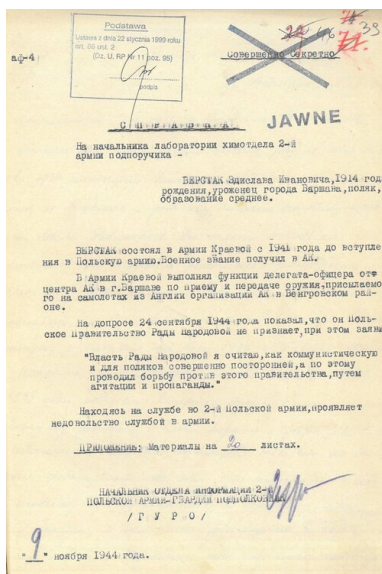 Podstawa
Ustawa z dnia 22 stycznia 1999 roku
art. 86 ust. 2
(Dz. U. RP Nr 11 poz. 95)
podpis
39
аф-4)
Совершенно Секретно
JAWNE
С П Р А В К А
На начальника лаборатории химотдела 2-й
армии подпоручика -
ВЕРСТАК Здислава Ивановича, 1914 год
рождения, уроженец города Варшава, поляк,
образование среднее.
ВЕРСТАК состоял в Армии Краевой с 1941 года до вступле
ния в Польскую армию. Военное звание получил в АК.
В Армии Краевой выполнял функции делегата-офицера от
центра АК в г. Варшаве по приему и передаче оружия, присылаемо
го на самолетах из Англии организации АК в Венгровском рай-
оне.
На допросе 24 сентября 1944 года показал, что он Поль-
ское Правительство Рады Народовой не признает, при этом заяви
"Власть Рады Народовой я считаю, как коммунистическую
и для поляков совершенно посторонней, а по этому
проводил борьбу против этого правительства, путем
агитации и пропаганды."
Находясь на службе во 2-й Польской армии, проявляет
недовольство службой в армии.
Приложение: Материалы на 20 листах.
НАЧАЛЬНИК ОТДЕЛА ИНФОРМАЦИИ 2-й
ПОЛЬСКОЙ АРМИИ-ГВАРДИИ ПОДПОЛКОВНИК
/ Г У Р О /
"9" ноября 1944 года.